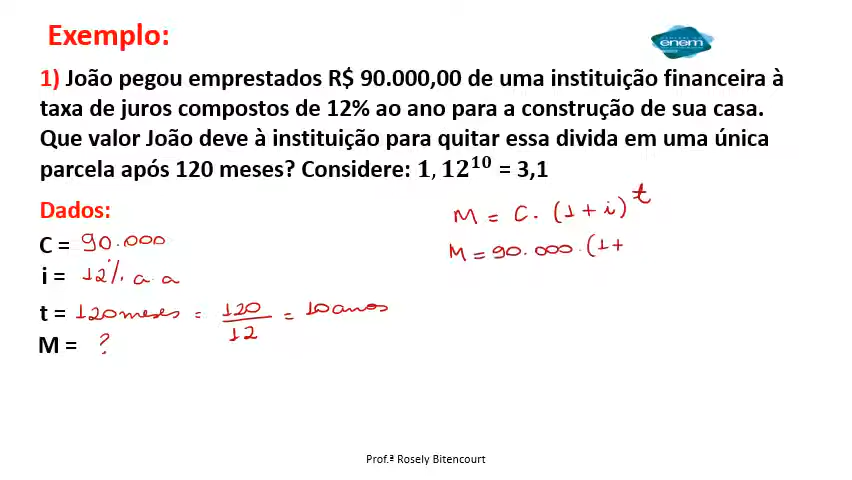 Exemplo:
enem
1) João pegou emprestados R$ 90.000,00 de uma instituição financeira à
taxa de juros compostos de 12% ao ano para a construção de sua casa.
Que valor João deve à instituição para quitar essa divida em uma única
parcela após 120 meses? Considere: 1,12¹⁰ = 3,1
Dados:
C = 90.000
i = 12% a.a
t = 120 meses = 120/12 = 10 anos
M = ?
M = C. (1 + i)^t
M = 90.000.(1+
Prof.ª Rosely Bitencourt